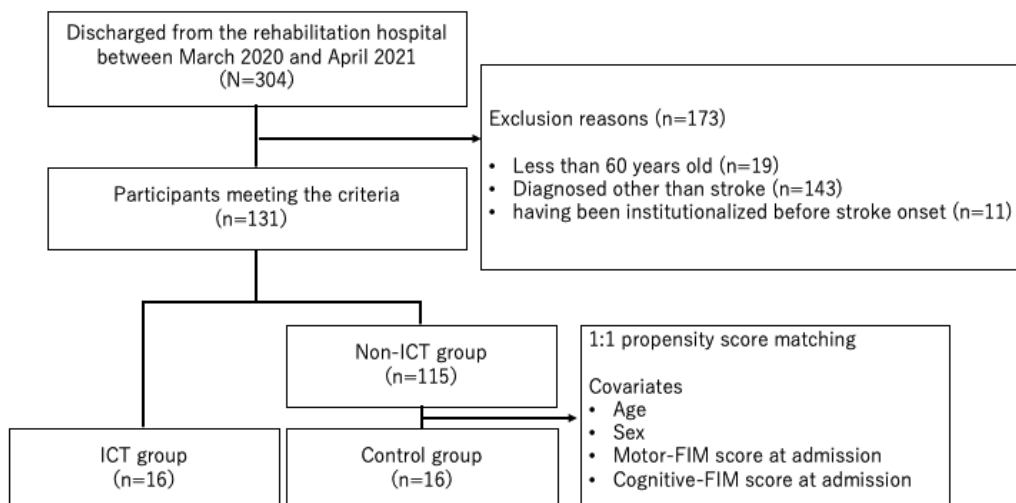 Discharged from the rehabilitation hospital
between March 2020 and April 2021
(N=304)
Exclusion reasons (n=173)
• Less than 60 years old (n=19)
• Diagnosed other than stroke (n=143)
• having been institutionalized before stroke onset (n=11)
Participants meeting the criteria
(n=131)
Non-ICT group
(n=115)
1:1 propensity score matching
Covariates
• Age
• Sex
• Motor-FIM score at admission
• Cognitive-FIM score at admission
ICT group
(n=16)
Control group
(n=16)